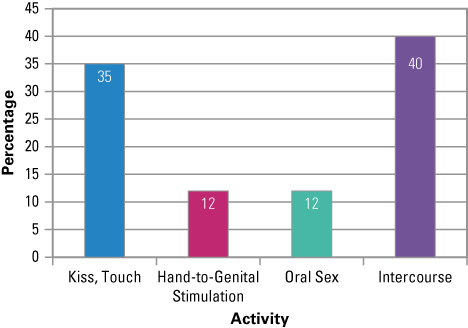 45
40
35
30
25
20
15
10
5
0
Percentage
35
12
12
40
Kiss, Touch
Hand-to-Genital
Stimulation
Oral Sex
Intercourse
Activity